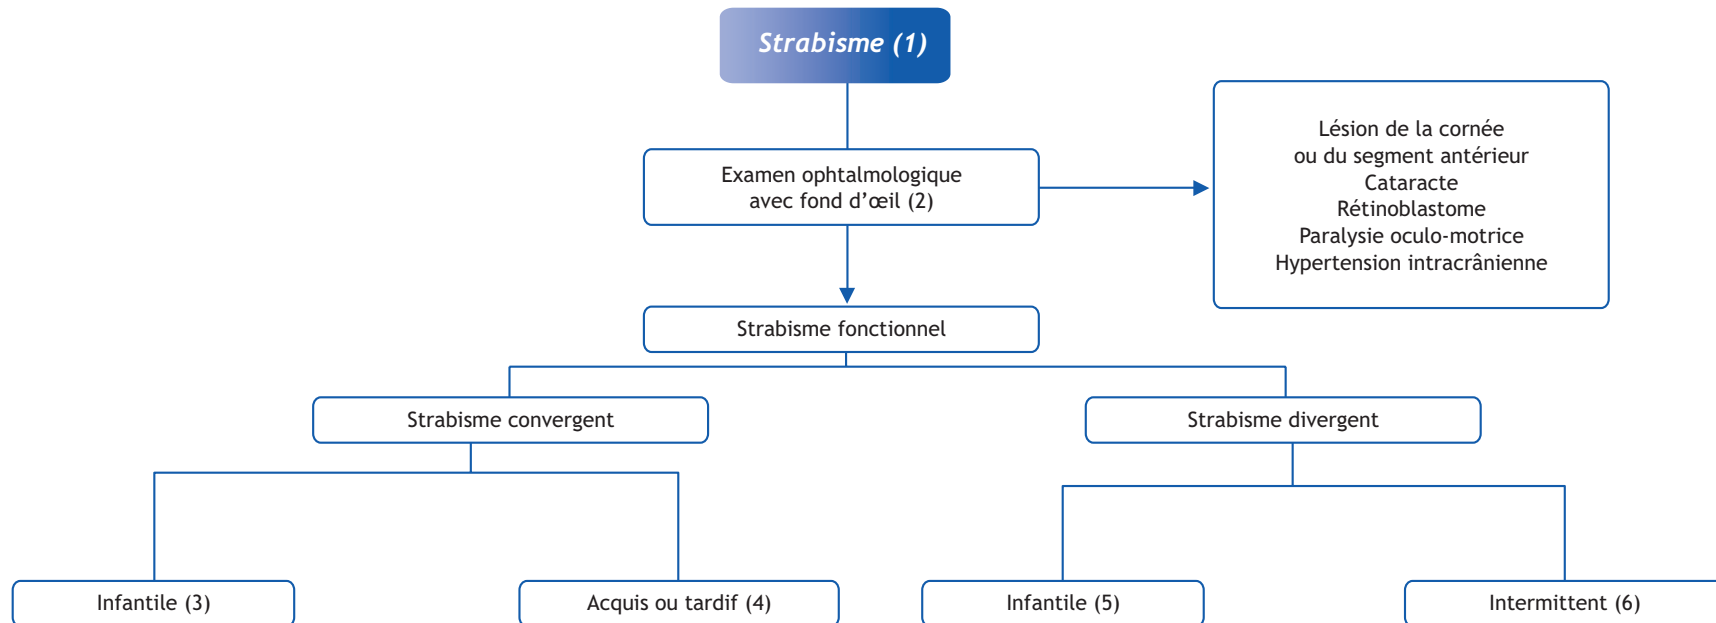 Strabisme (1)
Examen ophtalmologique
avec fond d’œil (2)
Lésion de la cornée
ou du segment antérieur
Cataracte
Rétinoblastome
Paralysie oculo-motrice
Hypertension intracrânienne
Strabisme fonctionnel
Strabisme convergent
Strabisme divergent
Infantile (3)
Acquis ou tardif (4)
Infantile (5)
Intermittent (6)